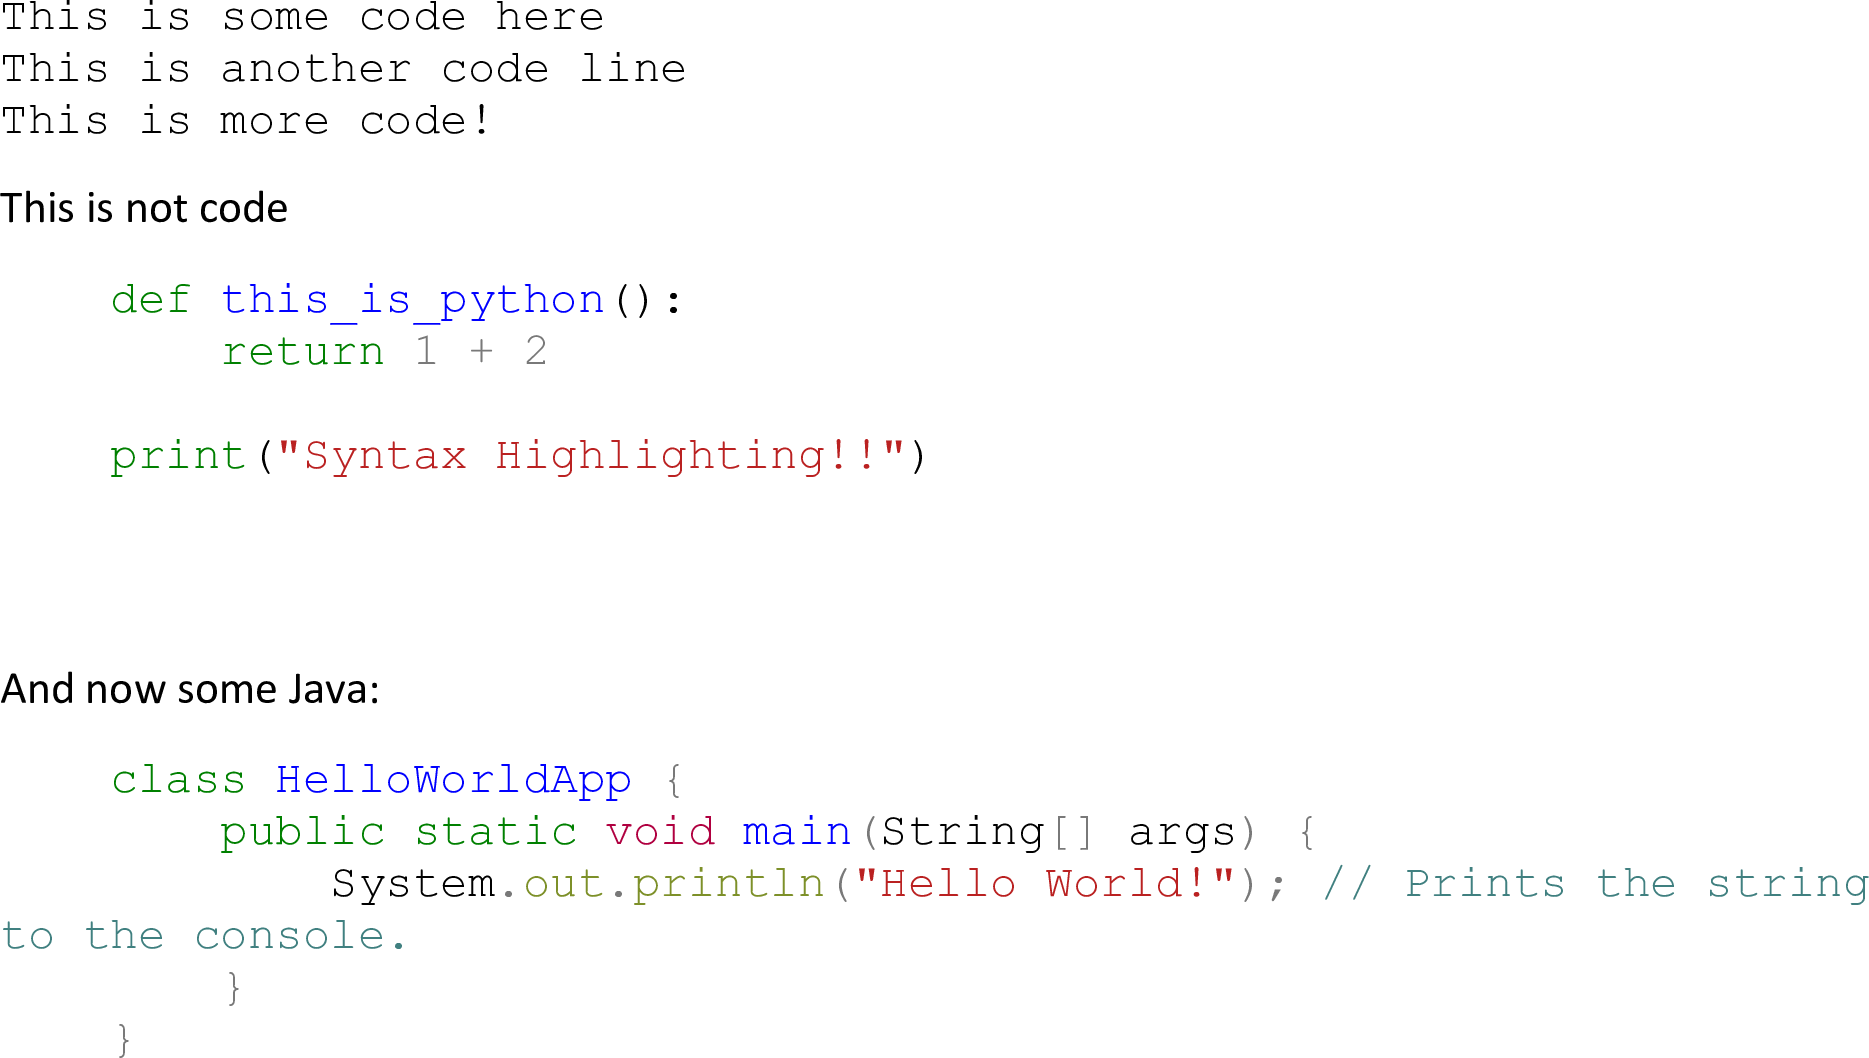 This is some code here
This is another code line
This is more code!
This is not code
    def this_is_python():
        return 1 + 2
    print("Syntax Highlighting!!")
And now some Java:
    class HelloWorldApp {
        public static void main(String[] args) {
            System.out.println("Hello World!"); // Prints the string
to the console.
        }
    }